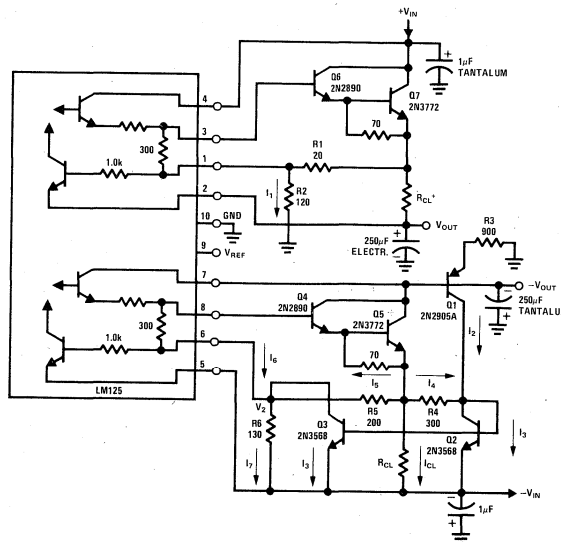 +VIN
1μF
TANTALUM
Q6
2N2890
Q7
2N3772
4
3
300
70
1
R1
20
1.0k
2
I1
R2
120
RCL+
10 GND
VOUT
9 VREF
250μF
ELECTR.
R3
900
7
-VOUT
8
Q4
2N2890
Q5
2N3772
Q1
2N2905A
250μF
TANTALU
300
6
70
I2
1.0k
I6
I5
I4
5
LM125
V2
R5
200
R4
300
R6
130
Q3
2N3568
Q2
2N3568
I3
I7
I3
RCL
ICL
-VIN
1μF